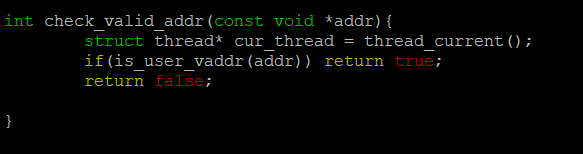 int check_valid_addr(const void *addr){
        struct thread* cur_thread = thread_current();
        if(is_user_vaddr(addr)) return true;
        return false;
}